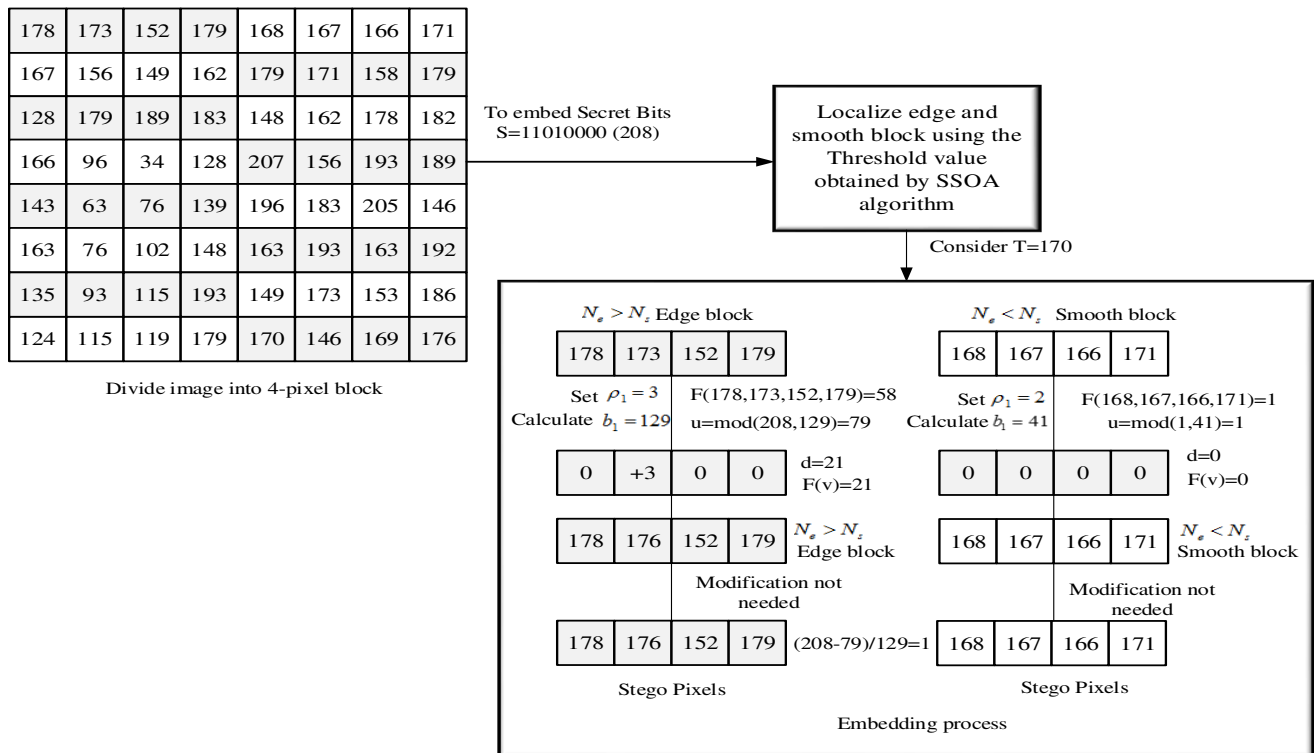 178 173 152 179 168 167 166 171
167 156 149 162 179 171 158 179
128 179 189 183 148 162 178 182
166 96 34 128 207 156 193 189
143 63 76 139 196 183 205 146
163 76 102 148 163 193 163 192
135 93 115 193 149 173 153 186
124 115 119 179 170 146 169 176
Divide image into 4-pixel block
To embed Secret Bits
S=11010000 (208)
Localize edge and
smooth block using the
Threshold value
obtained by SSOA
algorithm
Consider T=170
Nₑ > Nₛ Edge block
178 173 152 179
Set ρ₁ = 3
Calculate b₁ = 129
F(178,173,152,179)=58
u=mod(208,129)=79
0 +3 0 0
d=21
F(v)=21
178 176 152 179
Nₑ > Nₛ
Edge block
Modification not
needed
178 176 152 179
(208-79)/129=1
Stego Pixels
Nₑ < Nₛ Smooth block
168 167 166 171
Set ρ₁ = 2
Calculate b₁ = 41
F(168,167,166,171)=1
u=mod(1,41)=1
0 0 0 0
d=0
F(v)=0
168 167 166 171
Nₑ < Nₛ
Smooth block
Modification not
needed
168 167 166 171
Stego Pixels
Embedding process